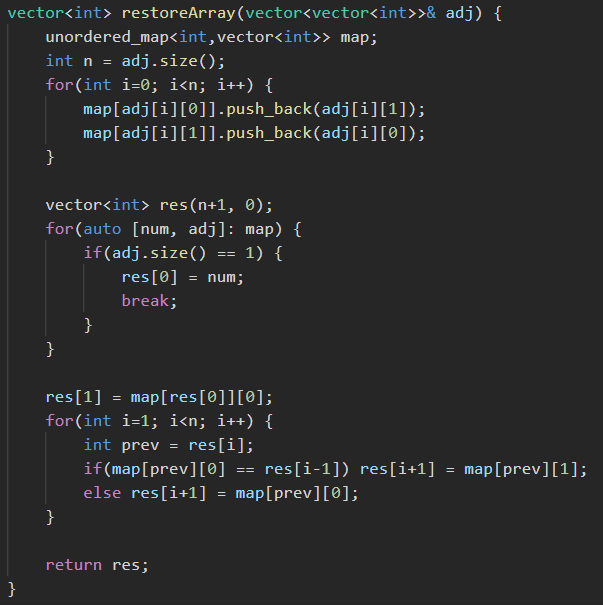 vector<int> restoreArray(vector<vector<int>>& adj) {
    unordered_map<int,vector<int>> map;
    int n = adj.size();
    for(int i=0; i<n; i++) {
        map[adj[i][0]].push_back(adj[i][1]);
        map[adj[i][1]].push_back(adj[i][0]);
    }

    vector<int> res(n+1, 0);
    for(auto [num, adj]: map) {
        if(adj.size() == 1) {
            res[0] = num;
            break;
        }
    }

    res[1] = map[res[0]][0];
    for(int i=1; i<n; i++) {
        int prev = res[i];
        if(map[prev][0] == res[i-1]) res[i+1] = map[prev][1];
        else res[i+1] = map[prev][0];
    }

    return res;
}